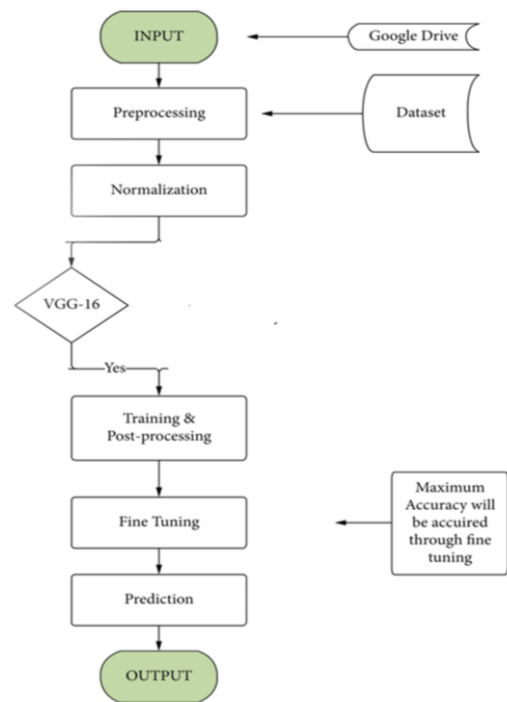 INPUT
Google Drive
Preprocessing
Dataset
Normalization
VGG-16
Yes
Training &
Post-processing
Fine Tuning
Maximum
Accuracy will
be accuired
through fine
tuning
Prediction
OUTPUT